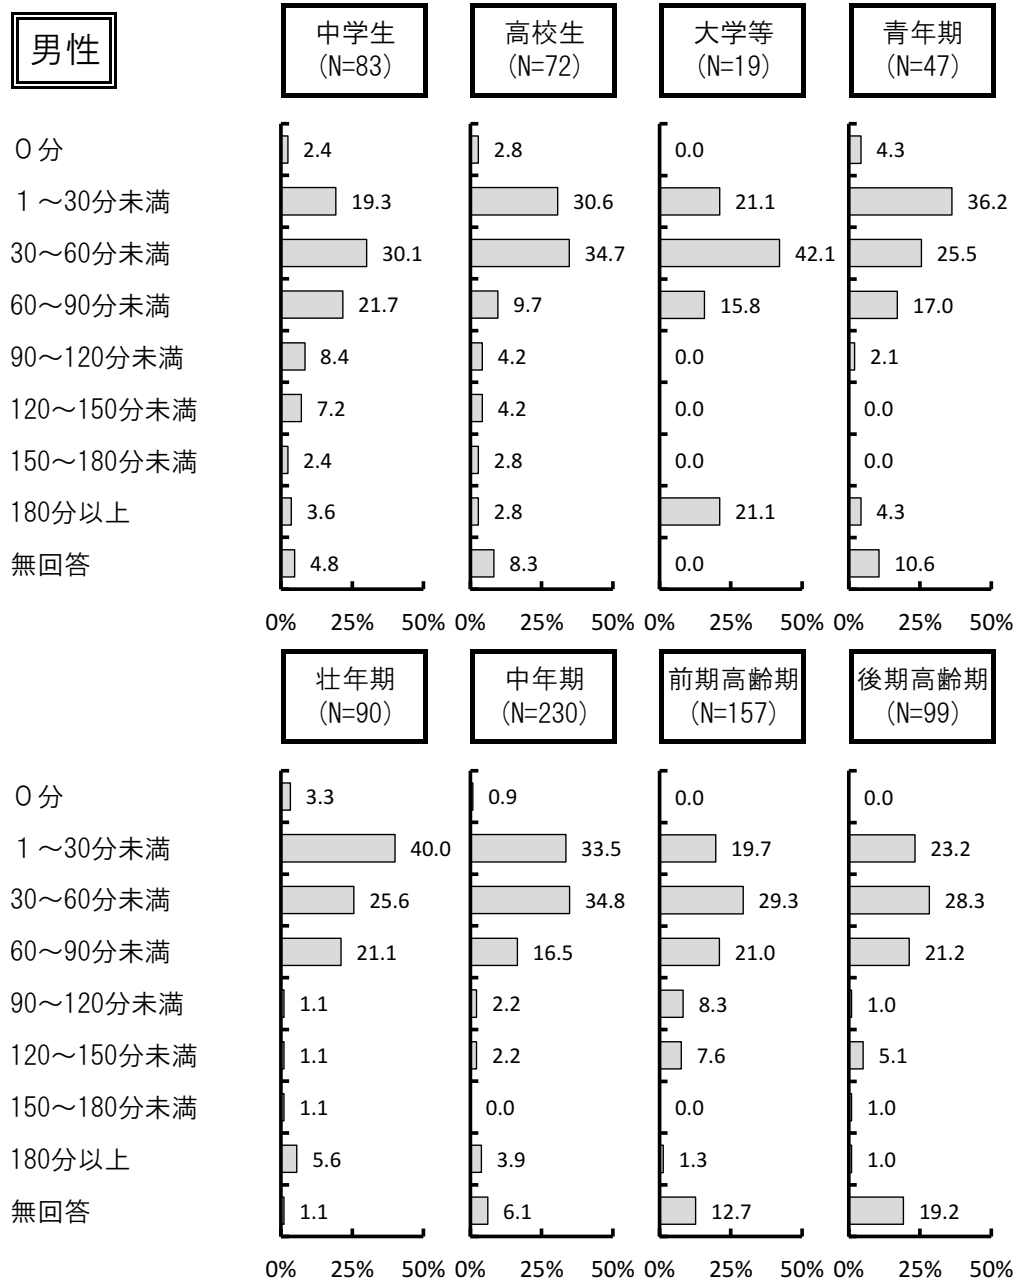 男性
中学生 高校生 大学等 青年期
(N=83) (N=72) (N=19) (N=47)
0分 2.4 2.8 0.0 4.3
1～30分未満 19.3 30.6 21.1 36.2
30～60分未満 30.1 34.7 42.1 25.5
60～90分未満 21.7 9.7 15.8 17.0
90～120分未満 8.4 4.2 0.0 2.1
120～150分未満 7.2 4.2 0.0 0.0
150～180分未満 2.4 2.8 0.0 0.0
180分以上 3.6 2.8 21.1 4.3
無回答 4.8 8.3 0.0 10.6
0% 25% 50% 0% 25% 50% 0% 25% 50% 0% 25% 50%
壮年期 中年期 前期高齢期 後期高齢期
(N=90) (N=230) (N=157) (N=99)
0分 3.3 0.9 0.0 0.0
1～30分未満 40.0 33.5 19.7 23.2
30～60分未満 25.6 34.8 29.3 28.3
60～90分未満 21.1 16.5 21.0 21.2
90～120分未満 1.1 2.2 8.3 1.0
120～150分未満 1.1 2.2 7.6 5.1
150～180分未満 1.1 0.0 0.0 1.0
180分以上 5.6 3.9 1.3 1.0
無回答 1.1 6.1 12.7 19.2
0% 25% 50% 0% 25% 50% 0% 25% 50% 0% 25% 50%